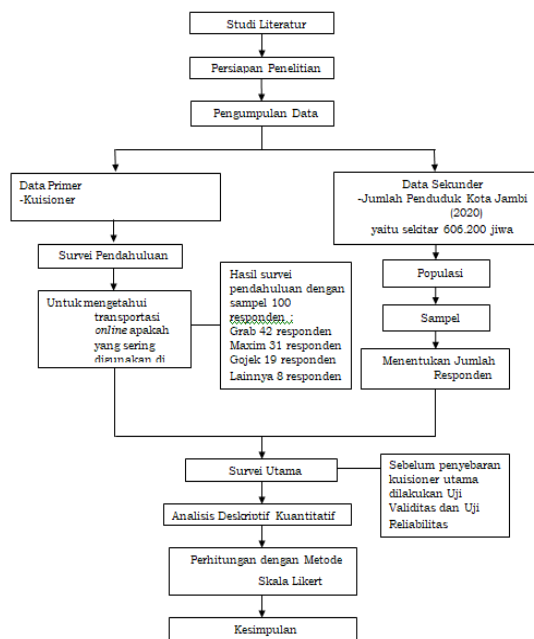 Studi Literatur
Persiapan Penelitian
Pengumpulan Data
Data Primer
-Kuisioner
Survei Pendahuluan
Untuk mengetahui
transportasi
online apakah
yang sering
digunakan di
Hasil survei
pendahuluan dengan
sampel 100
responden :
Grab 42 responden
Maxim 31 responden
Gojek 19 responden
Lainnya 8 responden
Data Sekunder
-Jumlah Penduduk Kota Jambi
(2020)
yaitu sekitar 606.200 jiwa
Populasi
Sampel
Menentukan Jumlah
Responden
Survei Utama
Sebelum penyebaran
kuisioner utama
dilakukan Uji
Validitas dan Uji
Reliabilitas
Analisis Deskriptif Kuantitatif
Perhitungan dengan Metode
Skala Likert
Kesimpulan